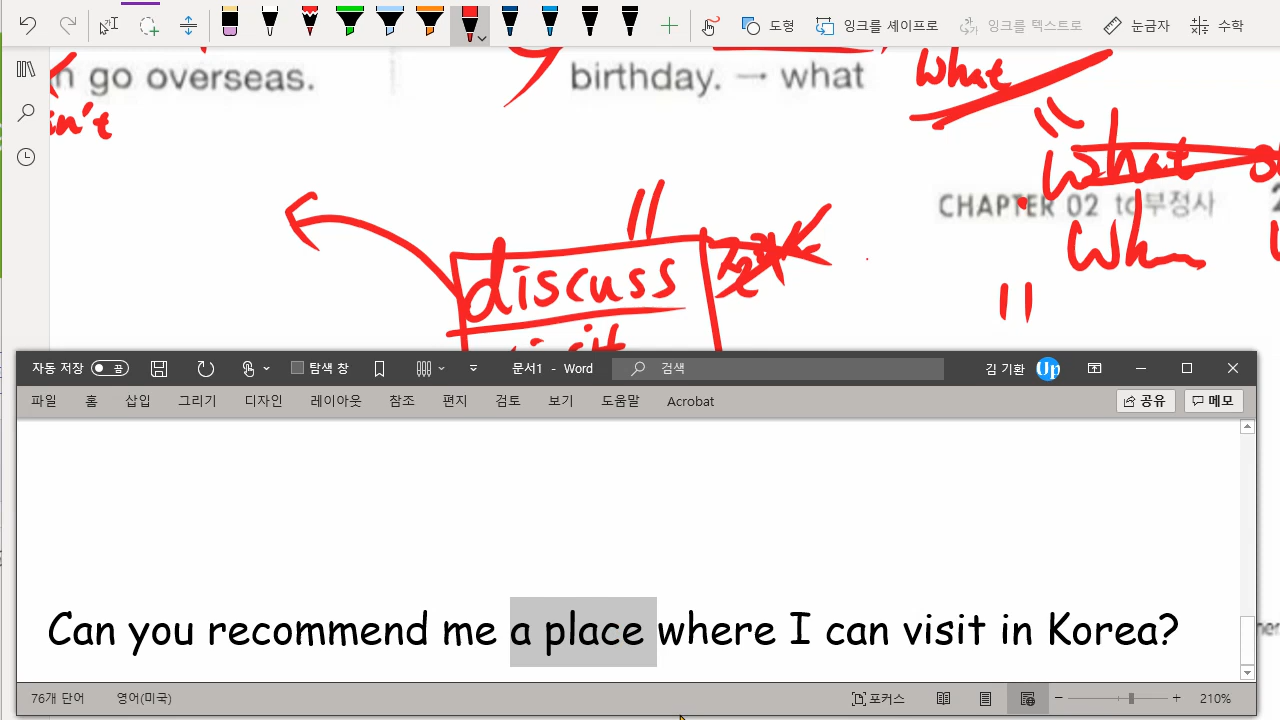 도형 잉크를 셰이프로 잉크를 텍스트로 눈금자 수학
go overseas. birthday. → what What
n't
What
CHAPTER 02 to부정사
discuss
자동 저장 끔 탐색 창 문서1 - Word 검색 김 기환 Up
파일 홈 삽입 그리기 디자인 레이아웃 참조 편지 검토 보기 도움말 Acrobat 공유 메모
Can you recommend me a place where I can visit in Korea?
76개 단어 영어(미국) 포커스 210%